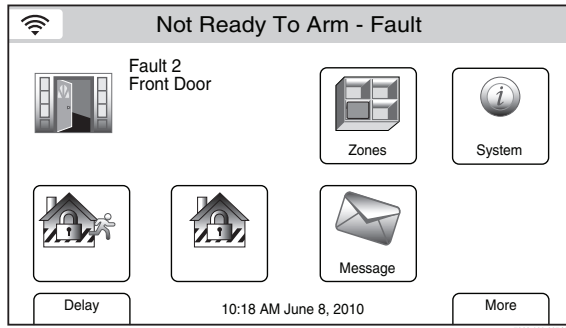 Not Ready To Arm - Fault
Fault 2
Front Door
Zones
System
Message
Delay
10:18 AM June 8, 2010
More